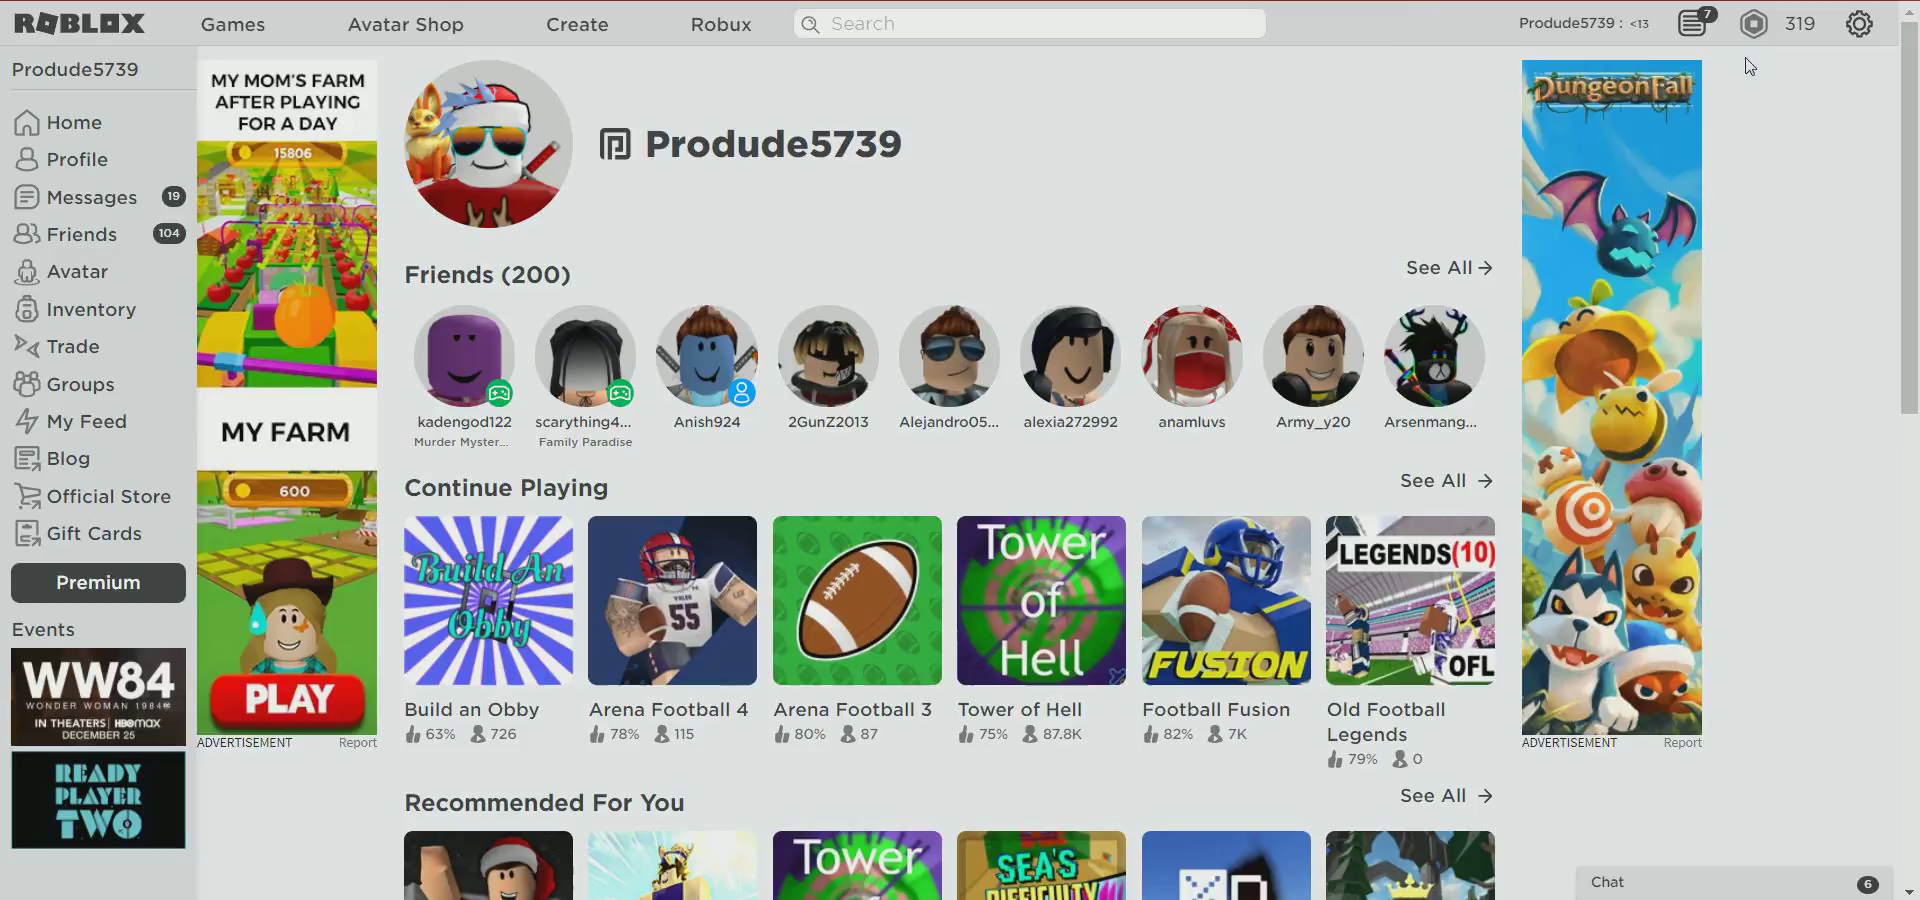 ROBLOX Games Avatar Shop Create Robux Search Produde5739 : <13 7 319
Produde5739
Home
Profile
Messages 19
Friends 104
Avatar
Inventory
Trade
Groups
My Feed
Blog
Official Store
Gift Cards
Premium
Events
WW84
WONDER WOMAN 1984
IN THEATERS | HBOMAX
DECEMBER 25
READY
PLAYER
TWO
MY MOM'S FARM
AFTER PLAYING
FOR A DAY
15806
MY FARM
600
PLAY
ADVERTISEMENT Report
Produde5739
Friends (200) See All
kadengod122 scarything4... Anish924 2GunZ2013 Alejandro05... alexia272992 anamluvs Army_y20 Arsenmang...
Murder Myster... Family Paradise
Continue Playing See All
Build An
Obby
55
Tower
of
Hell
FUSION
LEGENDS(10)
OFL
Build an Obby Arena Football 4 Arena Football 3 Tower of Hell Football Fusion Old Football
Legends
63% 726 78% 115 80% 87 75% 87.8K 82% 7K
79% 0
Recommended For You See All
Tower
SEA'S
DIFFICULTY
DungeonFall
ADVERTISEMENT Report
Chat 6